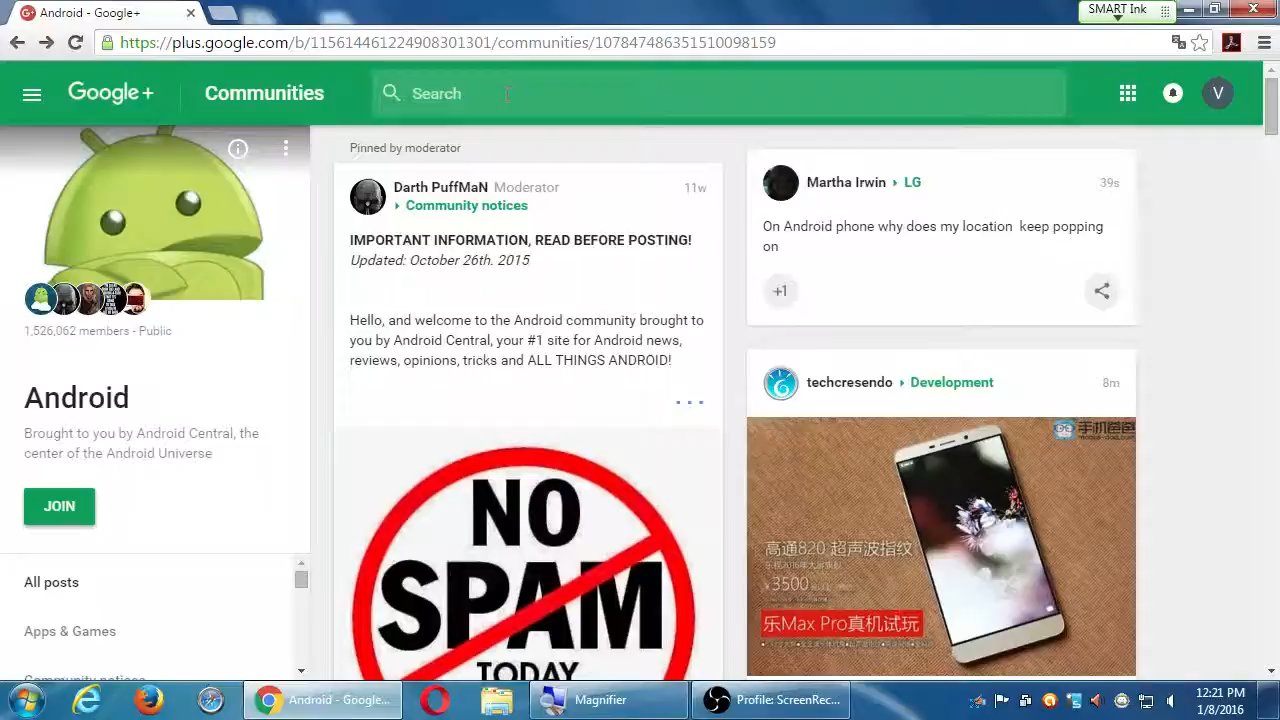 Android - Google+
SMART Ink
https://plus.google.com/b/115614461224908301301/communities/107847486351510098159
Google+
Communities
Search
V
Pinned by moderator
Darth PuffMaN Moderator 11w
Community notices
IMPORTANT INFORMATION, READ BEFORE POSTING!
Updated: October 26th. 2015
Hello, and welcome to the Android community brought to
you by Android Central, your #1 site for Android news,
reviews, opinions, tricks and ALL THINGS ANDROID!
NO
SPAM
TODAY
1,526,062 members - Public
Android
Brought to you by Android Central, the
center of the Android Universe
JOIN
All posts
Apps & Games
Community notices
Martha Irwin LG 39s
On Android phone why does my location keep popping
on
+1
techcresendo Development 8m
手机爸爸
高通820 超声波指纹
¥3500
乐Max Pro真机试玩
Android - Google...
Magnifier
Profile: ScreenRec...
12:21 PM
1/8/2016